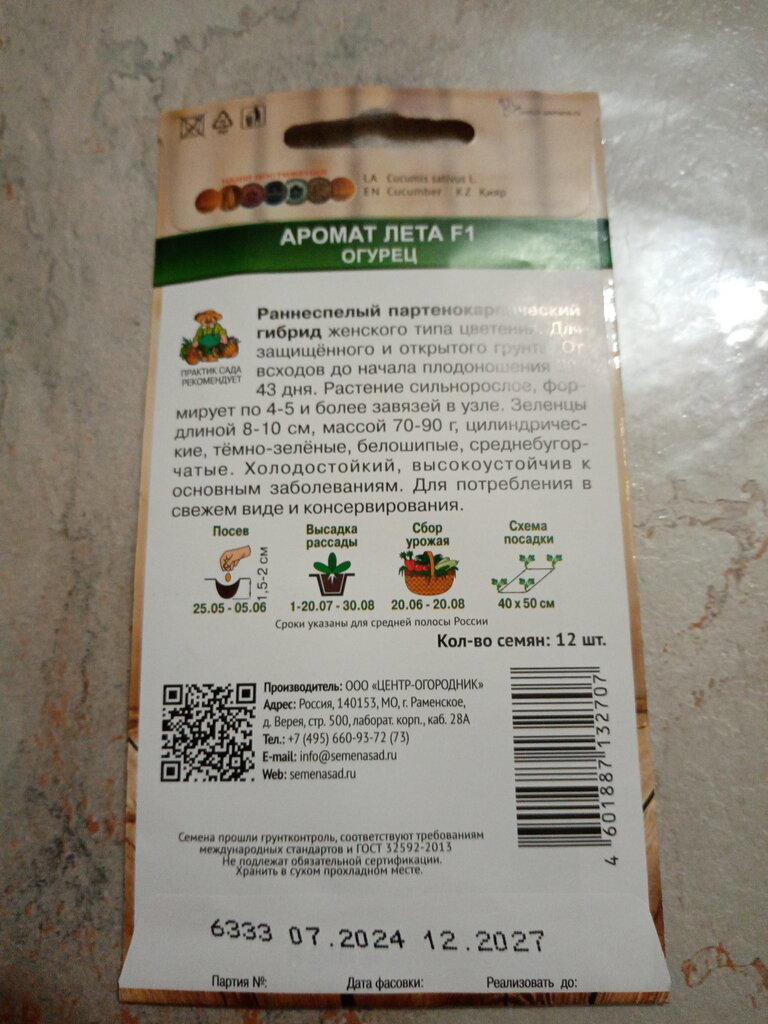 LA Cucumis sativus L.
EN Cucumber KZ Кияр
АРОМАТ ЛЕТА F1
ОГУРЕЦ
ПРАКТИК САДА
РЕКОМЕНДУЕТ
Раннеспелый
гибрид женского типа цветения. Для
защищённого и открытого грунта. От
всходов до начала плодоношения
43 дня. Растение сильнорослое, фор-
мирует по 4-5 и более завязей в узле. Зеленцы
длиной 8-10 см, массой 70-90 г, цилиндричес-
кие, тёмно-зелёные, белошипые, среднебугор-
чатые. Холодостойкий, высокоустойчив к
основным заболеваниям. Для потребления в
свежем виде и консервирования.
Посев
1,5-2 см
25.05 - 05.06
Высадка
рассады
1-20.07 - 30.08
Сбор
урожая
20.06 - 20.08
Схема
посадки
40 x 50 см
Сроки указаны для средней полосы России
Кол-во семян: 12 шт.
Производитель: ООО «ЦЕНТР-ОГОРОДНИК»
Адрес: Россия, 140153, МО, г. Раменское,
д. Верея, стр. 500, лаборат. корп., каб. 28А
Тел.: +7 (495) 660-93-72 (73)
E-mail: info@semenasad.ru
Web: semenasad.ru
4 601887 132707
Семена прошли грунтконтроль, соответствуют требованиям
международных стандартов и ГОСТ 32592-2013
Не подлежат обязательной сертификации.
Хранить в сухом прохладном месте.
6333 07.2024 12.2027
Партия №: Дата фасовки: Реализовать до: